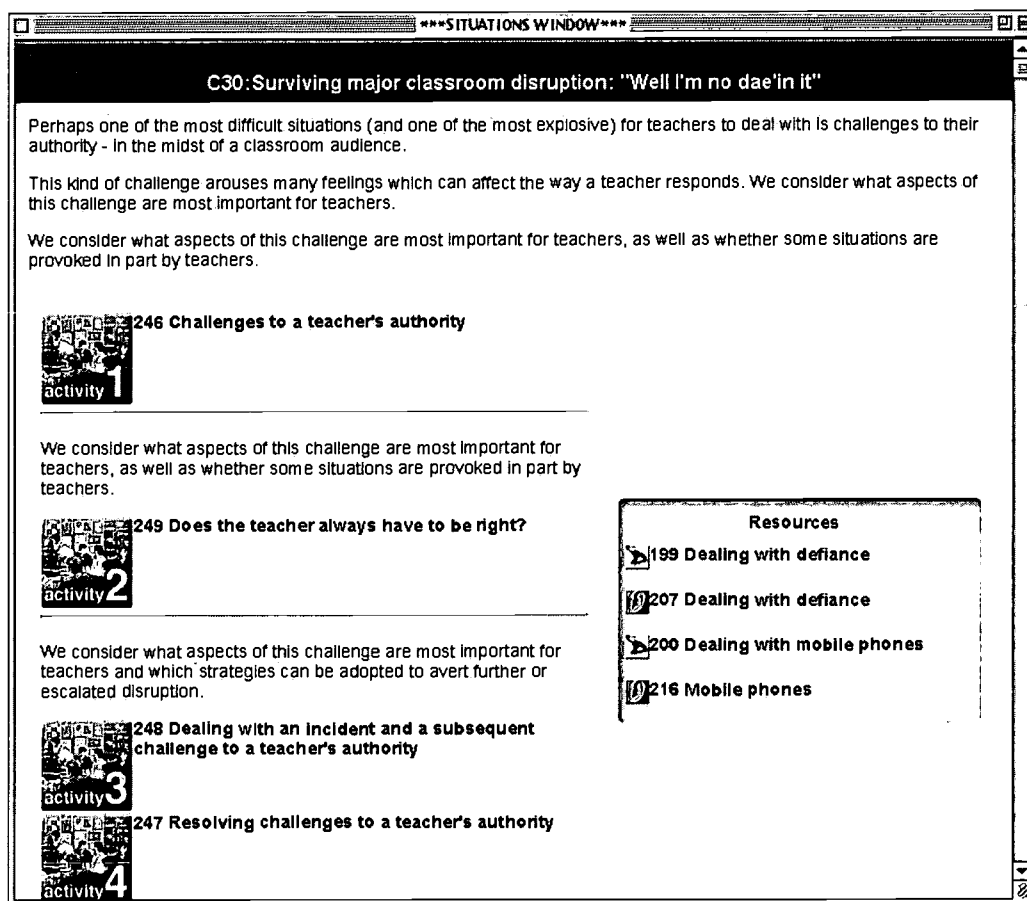 ***SITUATIONS WINDOW***
C30:Surviving major classroom disruption: "Well I'm no dae'in it"
Perhaps one of the most difficult situations (and one of the most explosive) for teachers to deal with is challenges to their
authority - in the midst of a classroom audience.
This kind of challenge arouses many feelings which can affect the way a teacher responds. We consider what aspects of
this challenge are most important for teachers.
We consider what aspects of this challenge are most important for teachers, as well as whether some situations are
provoked in part by teachers.
246 Challenges to a teacher's authority
activity 1
We consider what aspects of this challenge are most important for
teachers, as well as whether some situations are provoked in part by
teachers.
249 Does the teacher always have to be right?
activity 2
We consider what aspects of this challenge are most important for
teachers and which strategies can be adopted to avert further or
escalated disruption.
248 Dealing with an incident and a subsequent
challenge to a teacher's authority
activity 3
247 Resolving challenges to a teacher's authority
activity 4
Resources
199 Dealing with defiance
207 Dealing with defiance
200 Dealing with mobile phones
216 Mobile phones